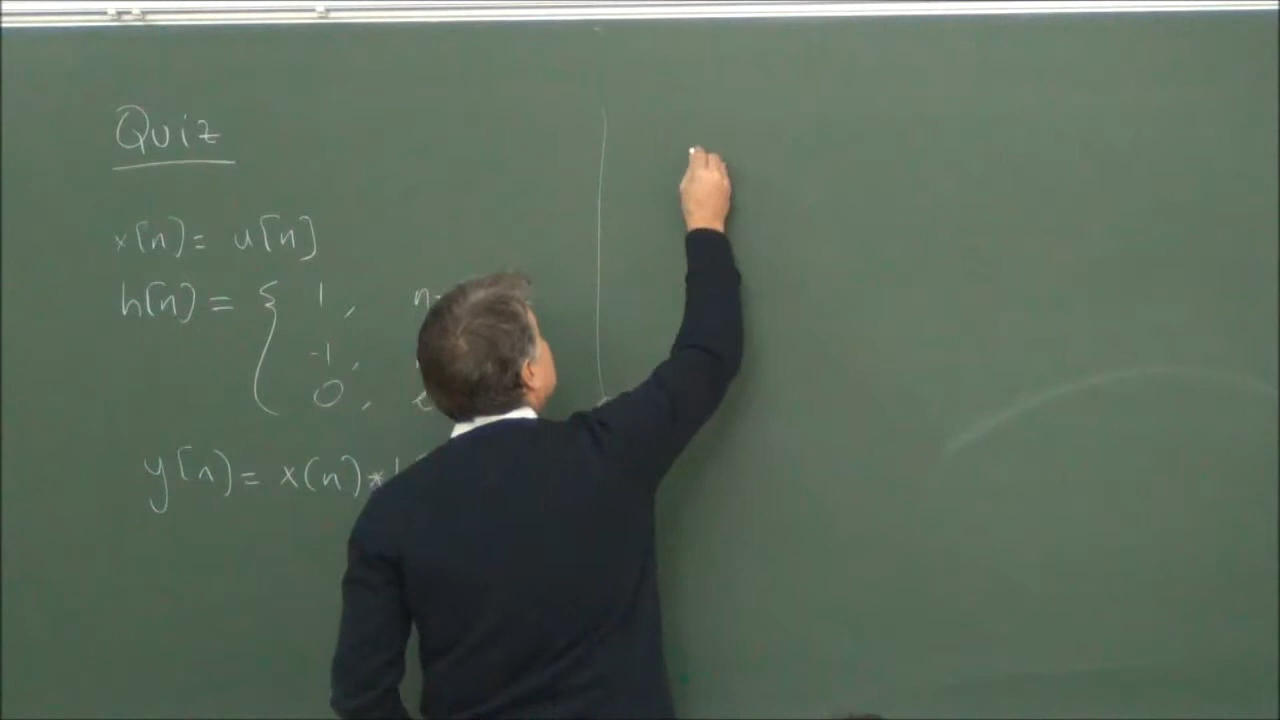 Quiz
x[n] = u[n]
h[n] = { 1, n=
-1,
0,
y[n] = x(n) *